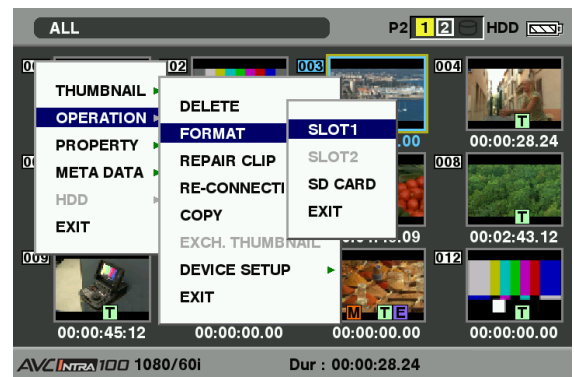 ALL P2 1 2 HDD
THUMBNAIL
OPERATION
PROPERTY
META DATA
HDD
EXIT
DELETE
FORMAT
REPAIR CLIP
RE-CONNECTI
COPY
EXCH. THUMBNAIL
DEVICE SETUP
EXIT
SLOT1
SLOT2
SD CARD
EXIT
02 003 004
T
.00 00:00:28.24
008
T
.09 00:02:43.12
009 012
T M T E T
00:00:45:12 00:00:00.00 00:00:00.00 00:00:00.00
AVC INTRA 100 1080/60i Dur : 00:00:28.24